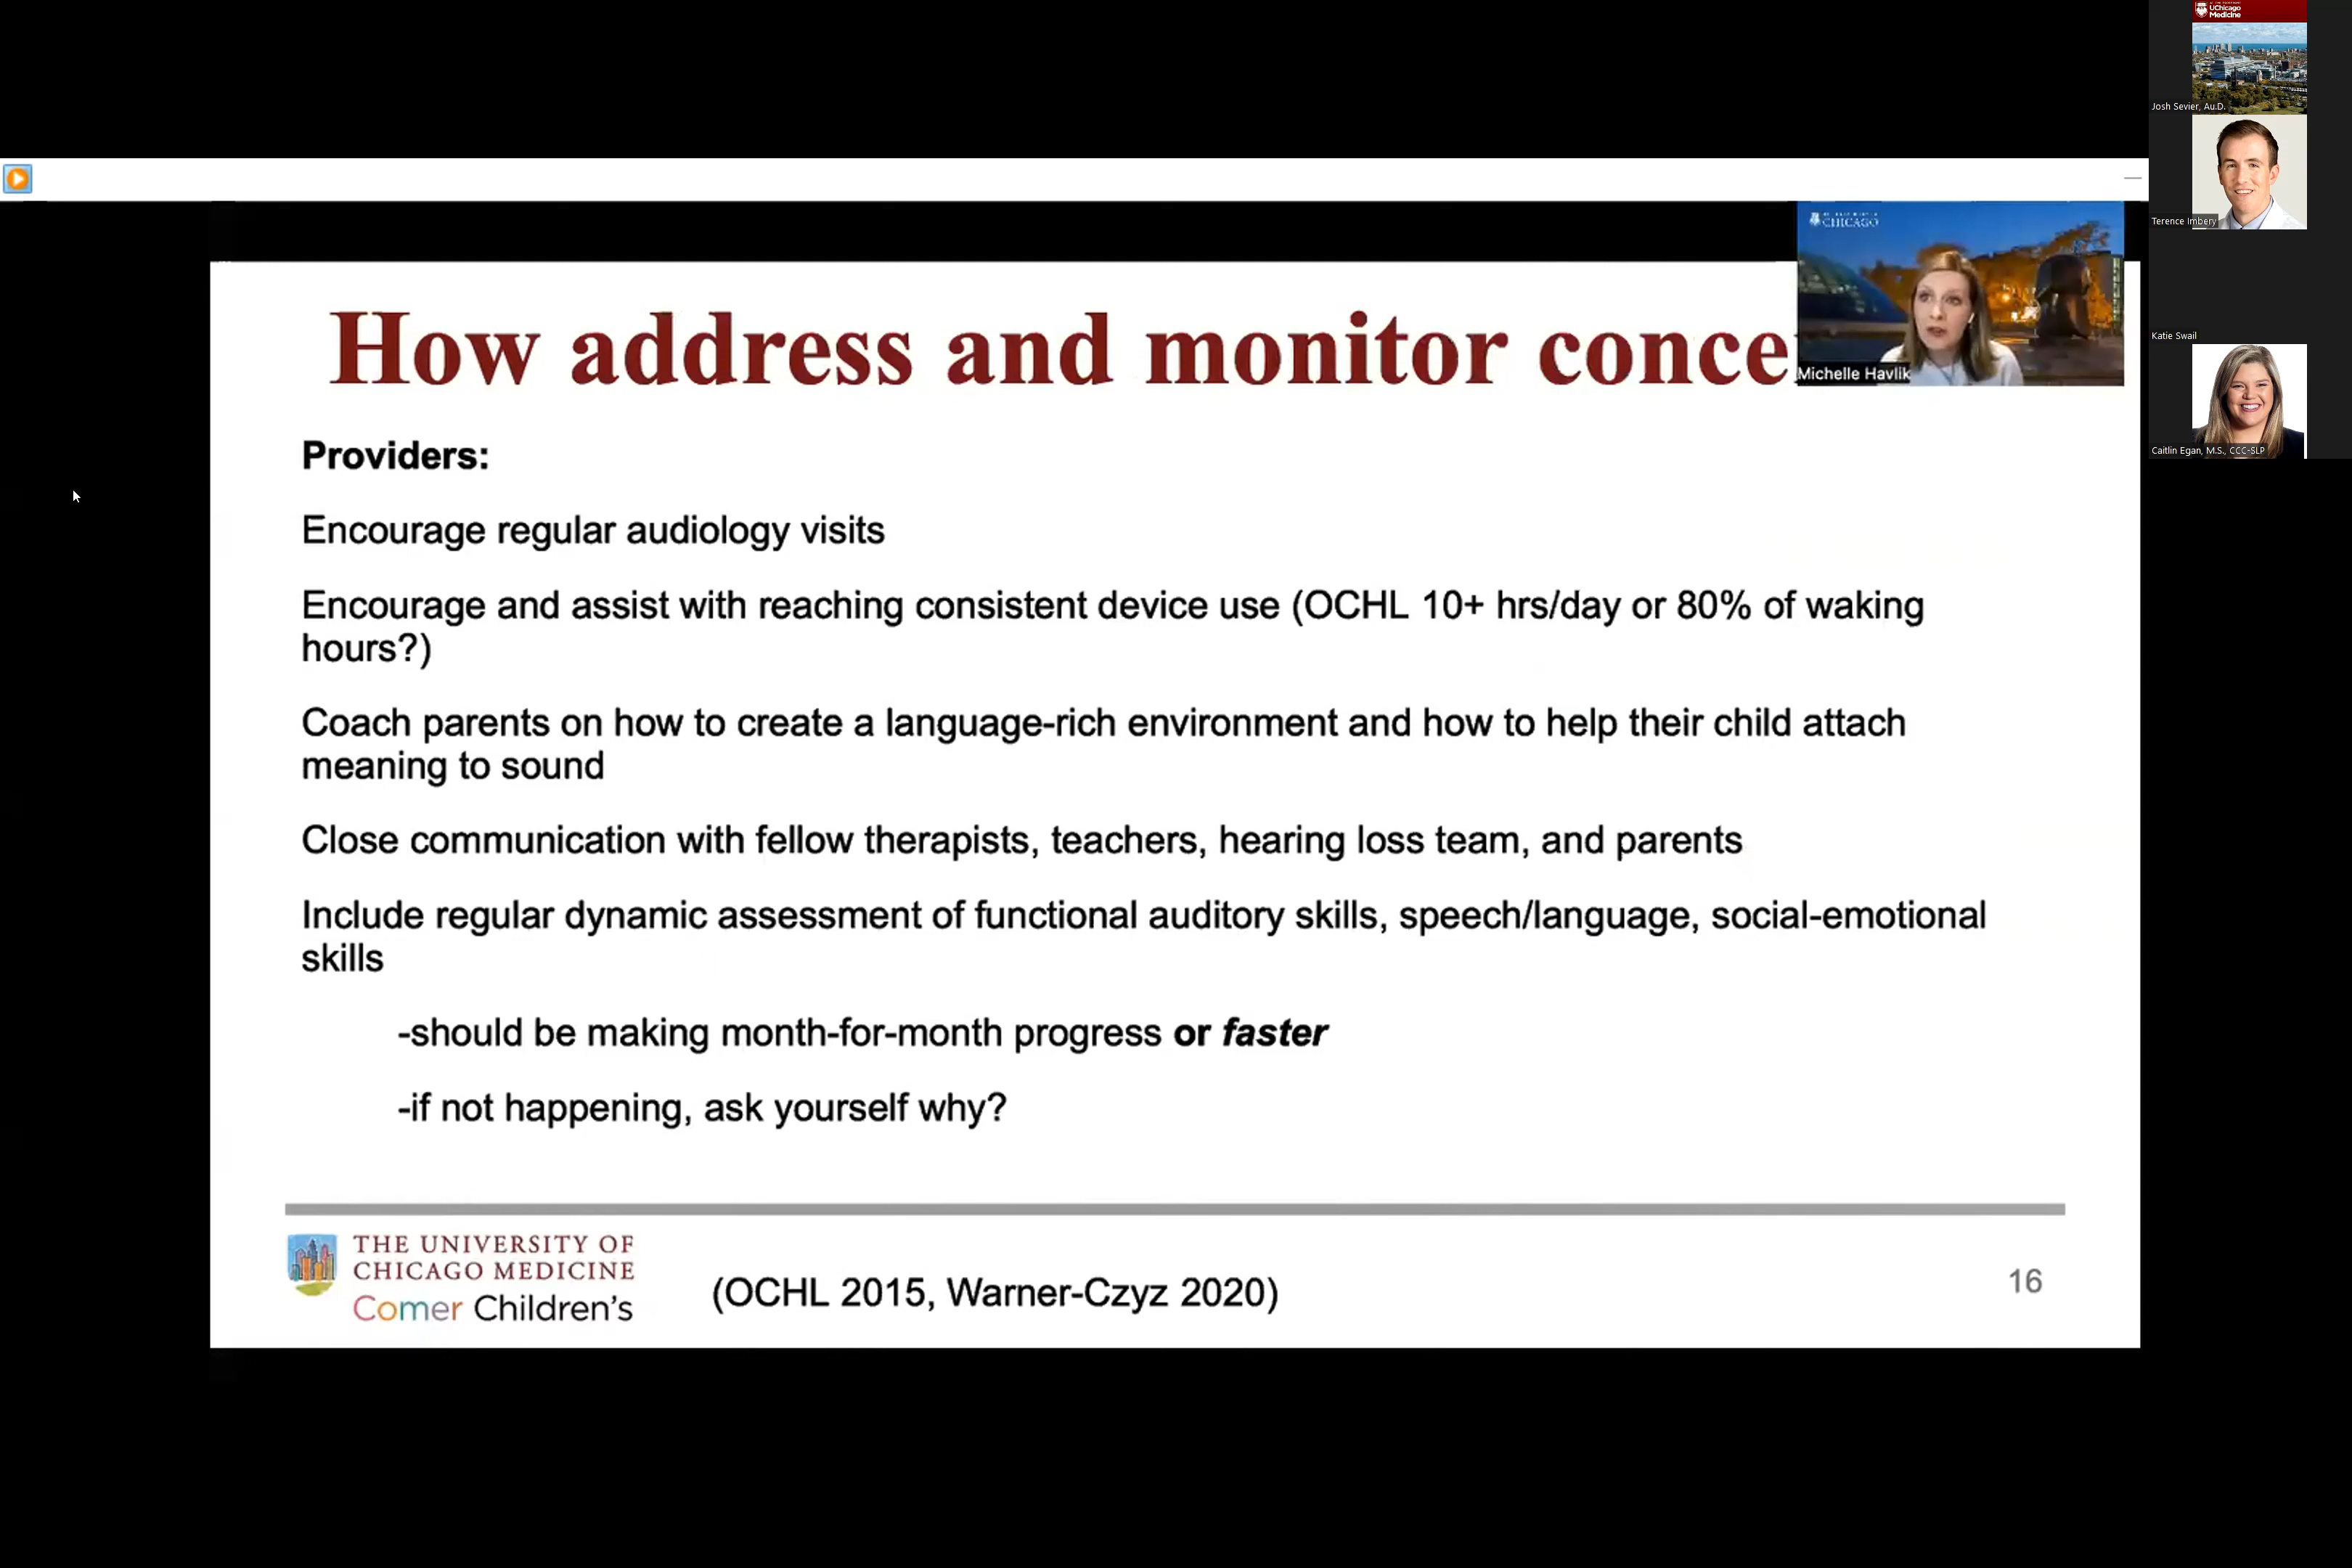 UChicago
Medicine
Josh Sevier, Au.D.
Terence Imbery
Katie Swail
Caitlin Egan, M.S., CCC-SLP
CHICAGO
Michelle Havlik
How address and monitor conce
Providers:
Encourage regular audiology visits
Encourage and assist with reaching consistent device use (OCHL 10+ hrs/day or 80% of waking
hours?)
Coach parents on how to create a language-rich environment and how to help their child attach
meaning to sound
Close communication with fellow therapists, teachers, hearing loss team, and parents
Include regular dynamic assessment of functional auditory skills, speech/language, social-emotional
skills
-should be making month-for-month progress or faster
-if not happening, ask yourself why?
THE UNIVERSITY OF
CHICAGO MEDICINE
Comer Children's
(OCHL 2015, Warner-Czyz 2020)
16